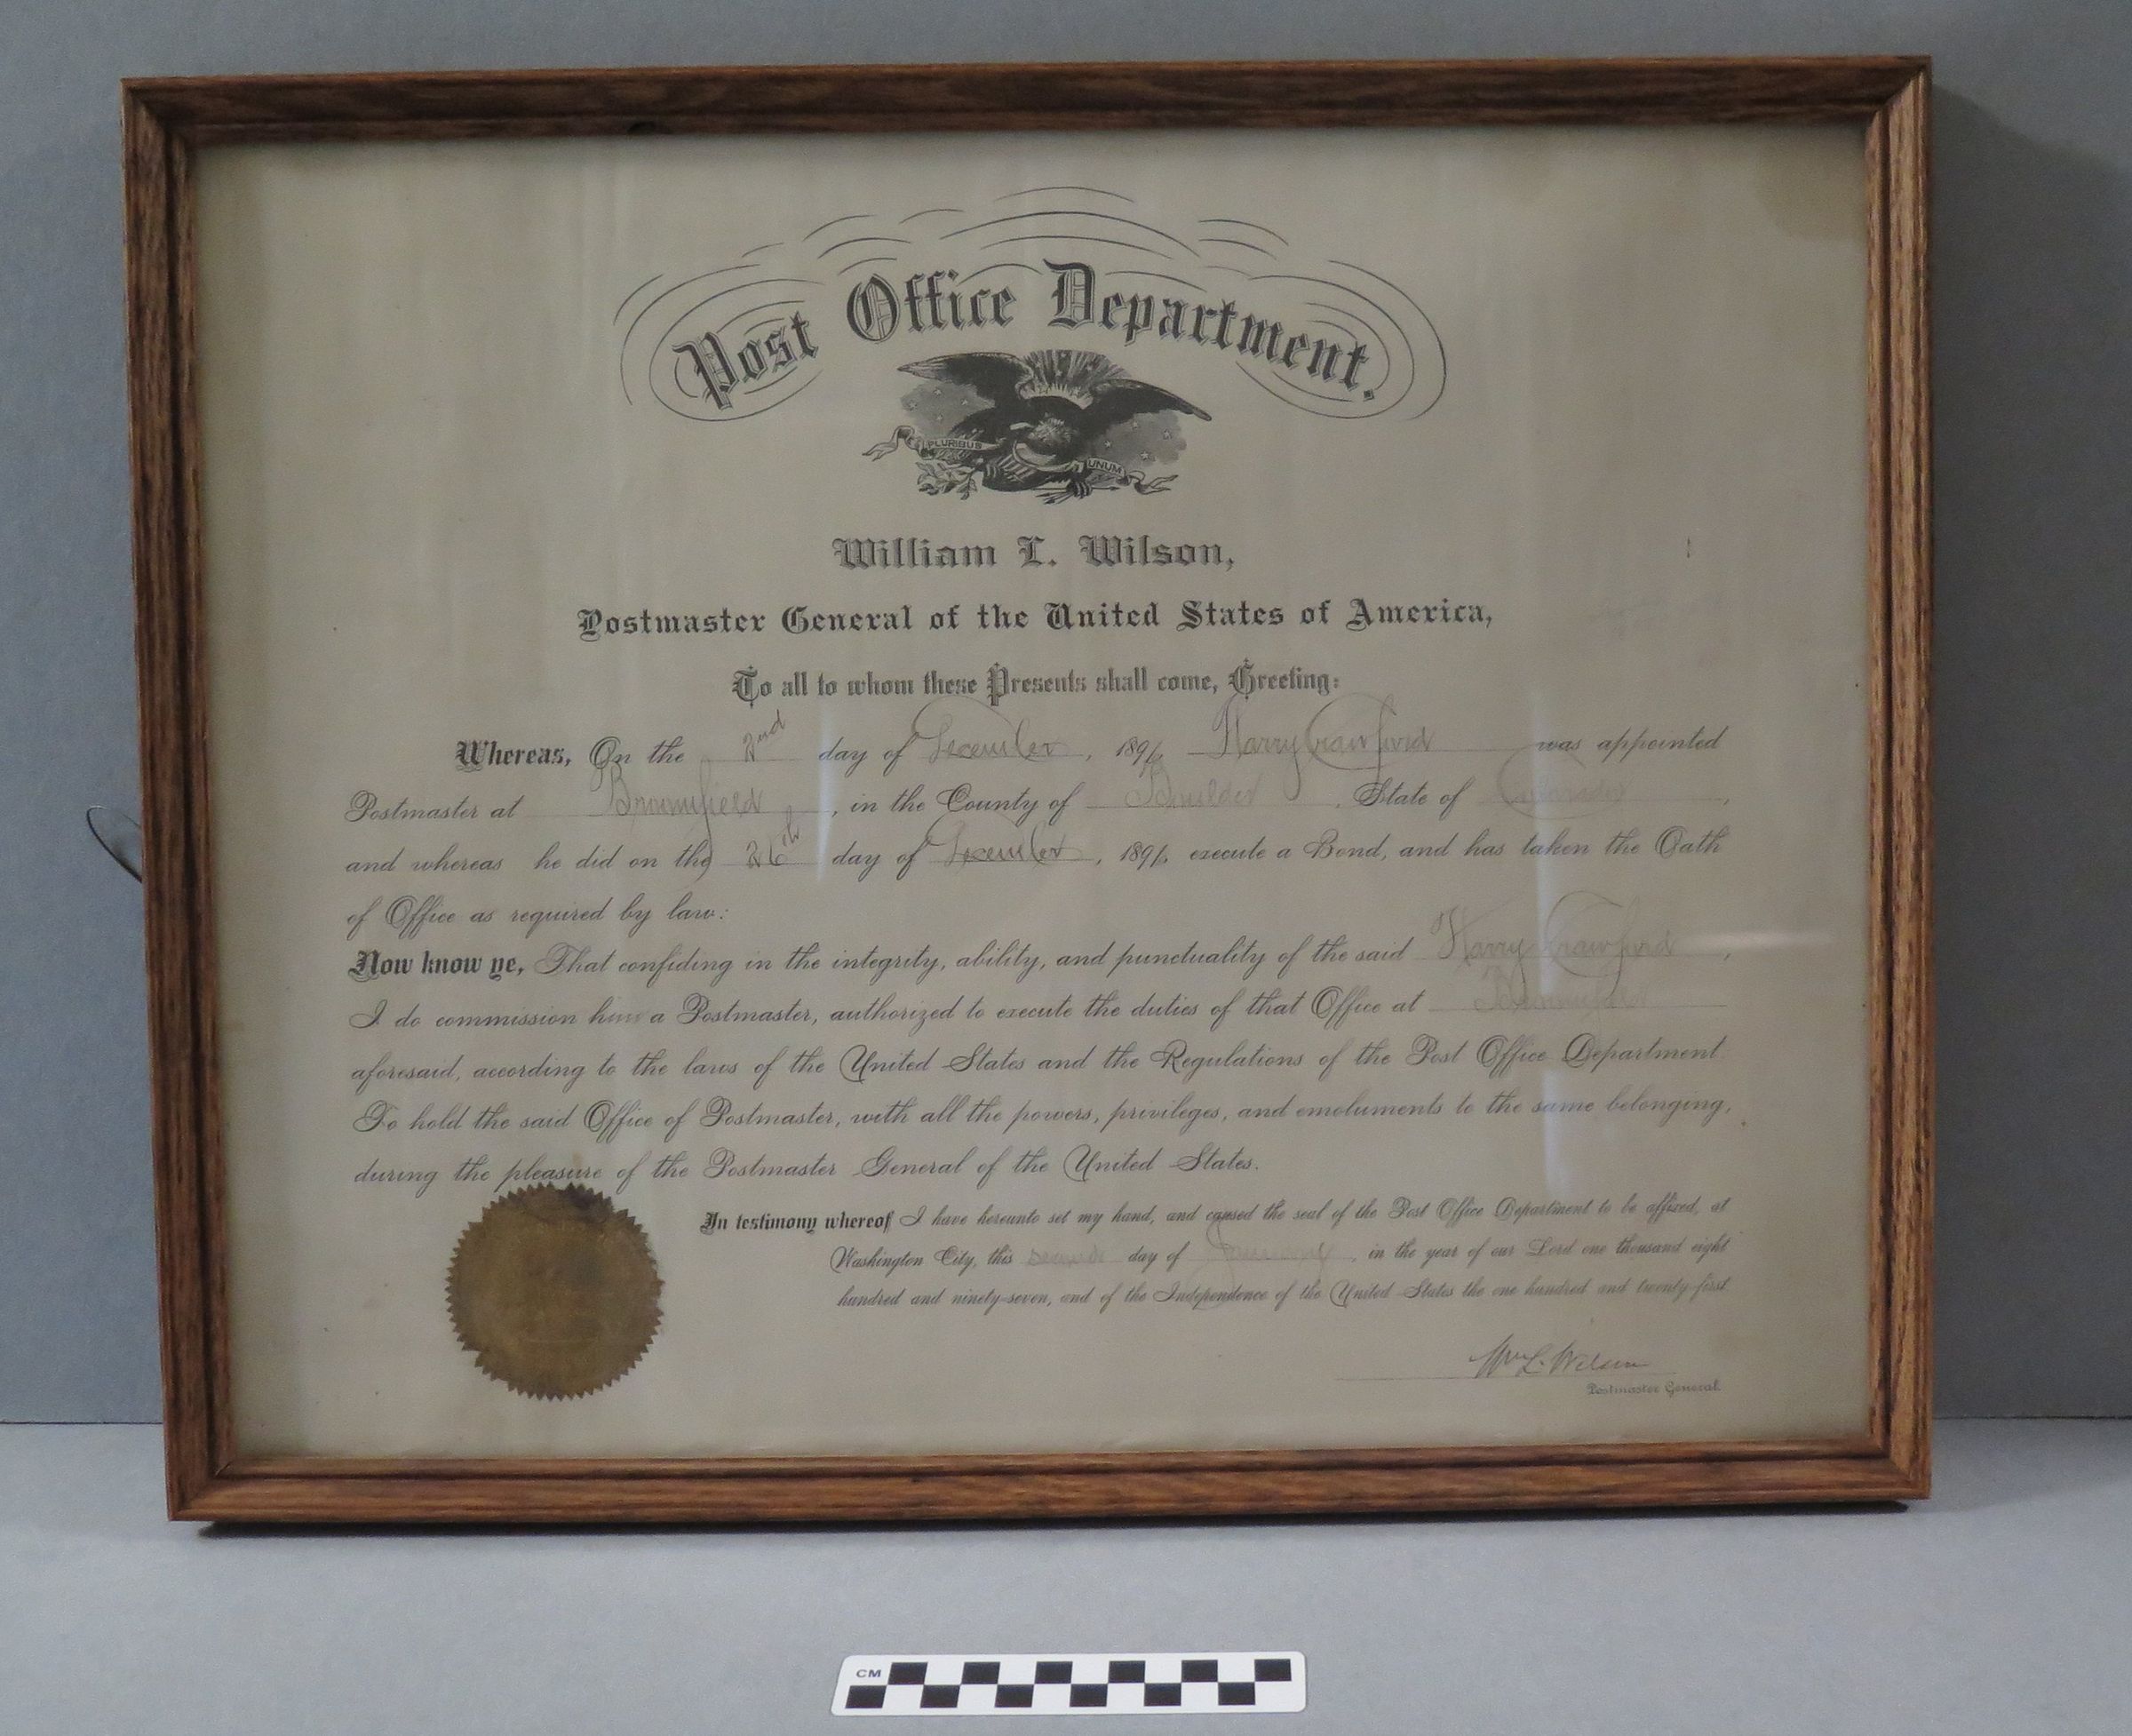 Post Office Department.
PLURIBUS
UNUM
William L. Wilson,
Postmaster General of the United States of America,
To all to whom these Presents shall come, Greeting:
Whereas, On the 2nd day of December, 1896, Harry Crawford was appointed
Postmaster at Broomfield, in the County of Boulder, State of Colorado,
and whereas he did on the 26th day of December, 1896 execute a Bond, and has taken the Oath
of Office as required by law:
Now know ye, That confiding in the integrity, ability, and punctuality of the said Harry Crawford,
I do commission him a Postmaster, authorized to execute the duties of that Office at Broomfield
aforesaid, according to the laws of the United States and the Regulations of the Post Office Department.
To hold the said Office of Postmaster, with all the powers, privileges, and emoluments to the same belonging,
during the pleasure of the Postmaster General of the United States.
In testimony whereof I have hereunto set my hand, and caused the seal of the Post Office Department to be affixed, at
Washington City, this second day of January, in the year of our Lord one thousand eight
hundred and ninety-seven, and of the Independence of the United States the one hundred and twenty-first.
Wm L. Wilson
Postmaster General.
CM